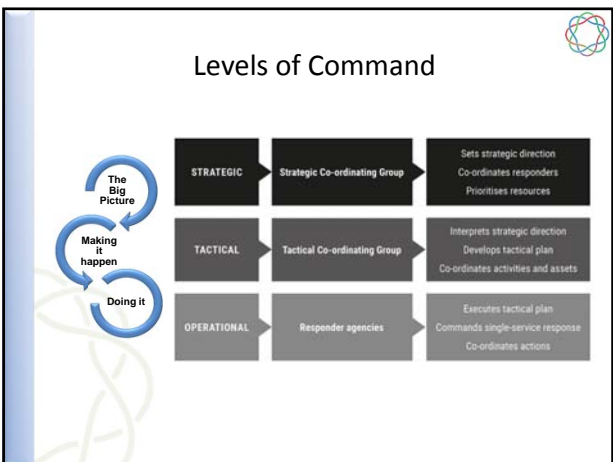 Levels of Command
The
Big
Picture
Making
it
happen
Doing it
STRATEGIC
Strategic Co-ordinating Group
Sets strategic direction
Co-ordinates responders
Prioritises resources
TACTICAL
Tactical Co-ordinating Group
Interprets strategic direction
Develops tactical plan
Co-ordinates activities and assets
OPERATIONAL
Responder agencies
Executes tactical plan
Commands single-service response
Co-ordinates actions